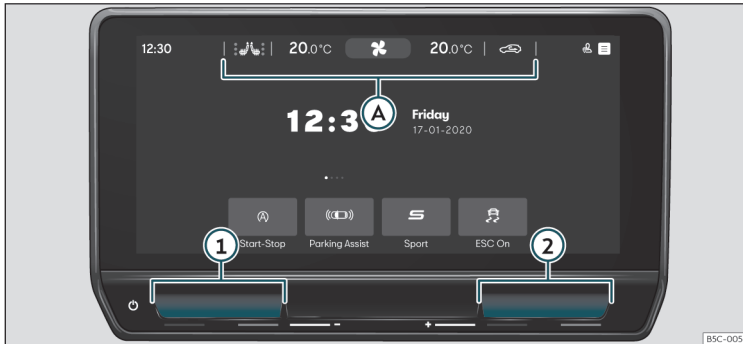 12:30 20.0°C 20.0°C
A
12:3 Friday
17-01-2020
Start-Stop Parking Assist Sport ESC On
1 2
- +
B5C-005